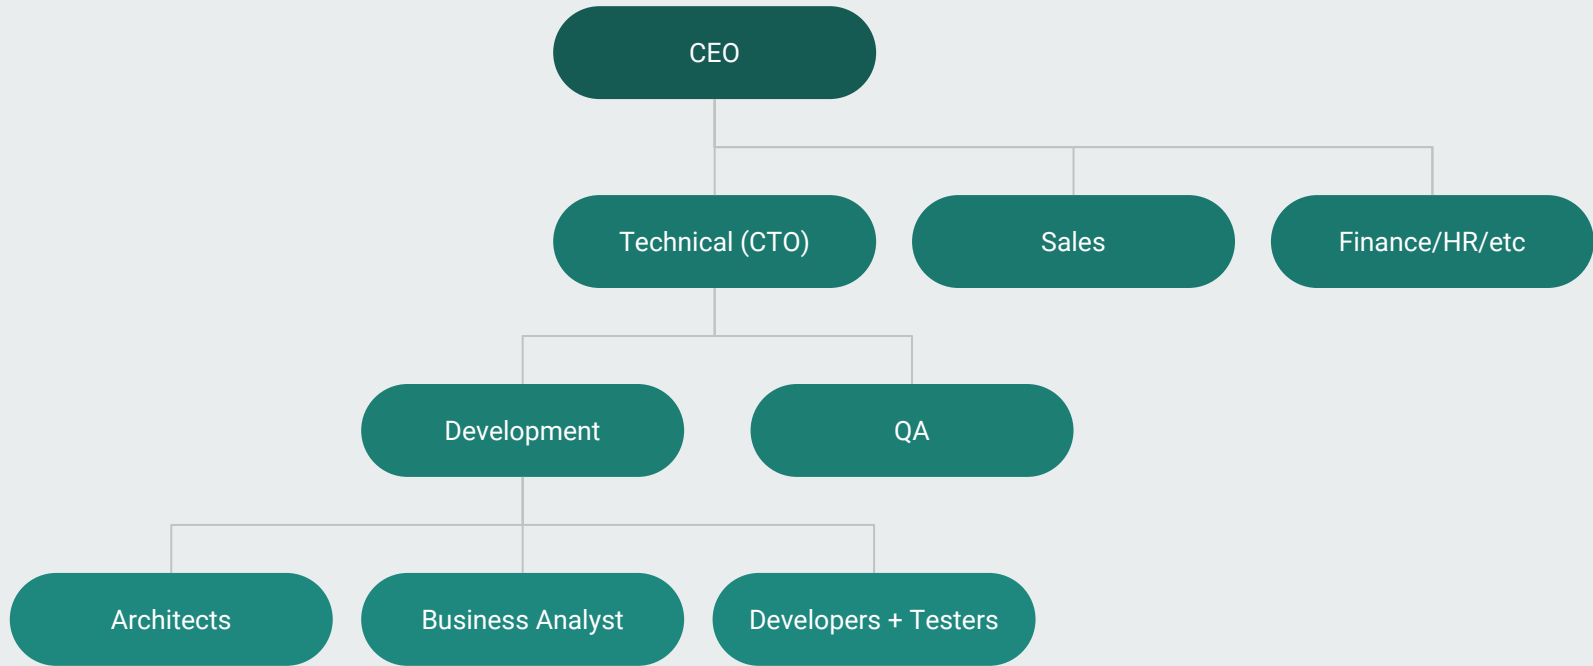 CEO
Technical (CTO)
Sales
Finance/HR/etc
Development
QA
Architects
Business Analyst
Developers + Testers